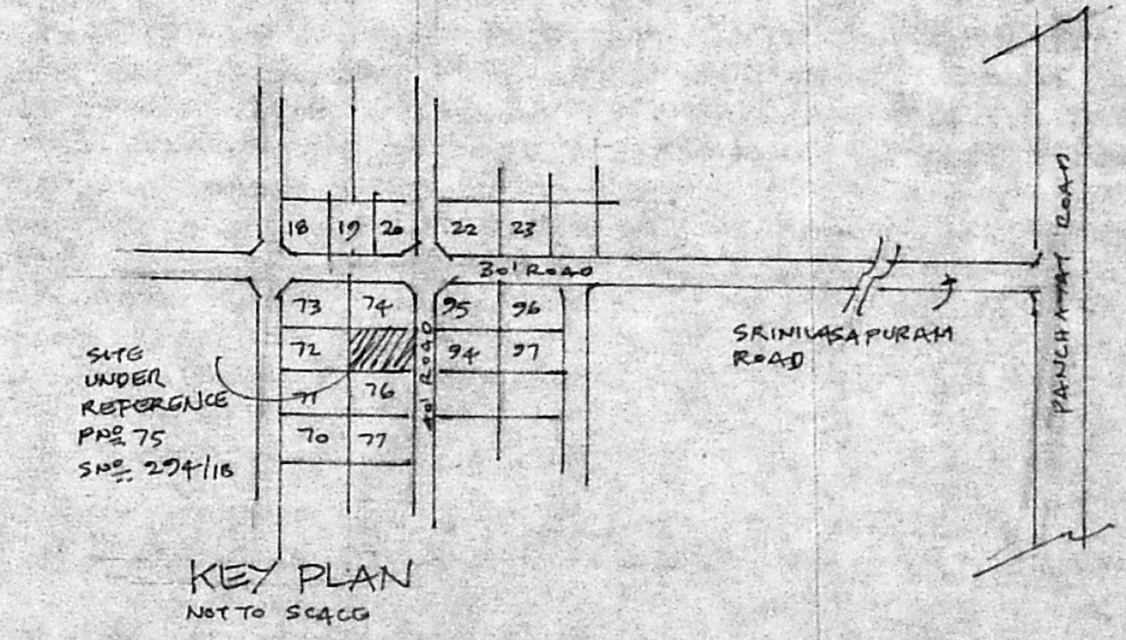 18 19 20 22 23
30' ROAD
73 74 95 96
72 94 97
71 76
70 77
40' ROAD
SITE
UNDER
REFERENCE
PNO 75
SNO 294/1B
SRINIVASAPURAM
ROAD
PANCHAYAT ROAD
KEY PLAN
NOT TO SCALE